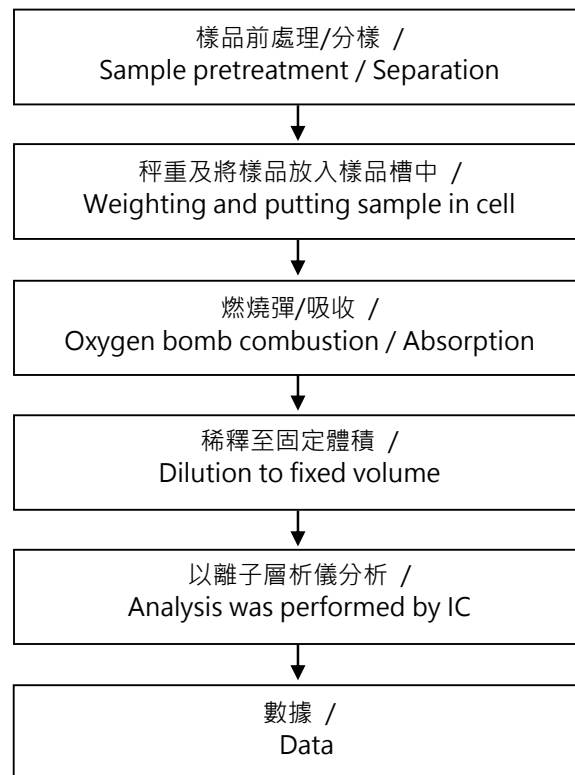 樣品前處理/分樣 /
Sample pretreatment / Separation
秤重及將樣品放入樣品槽中 /
Weighting and putting sample in cell
燃燒彈/吸收 /
Oxygen bomb combustion / Absorption
稀釋至固定體積 /
Dilution to fixed volume
以離子層析儀分析 /
Analysis was performed by IC
數據 /
Data